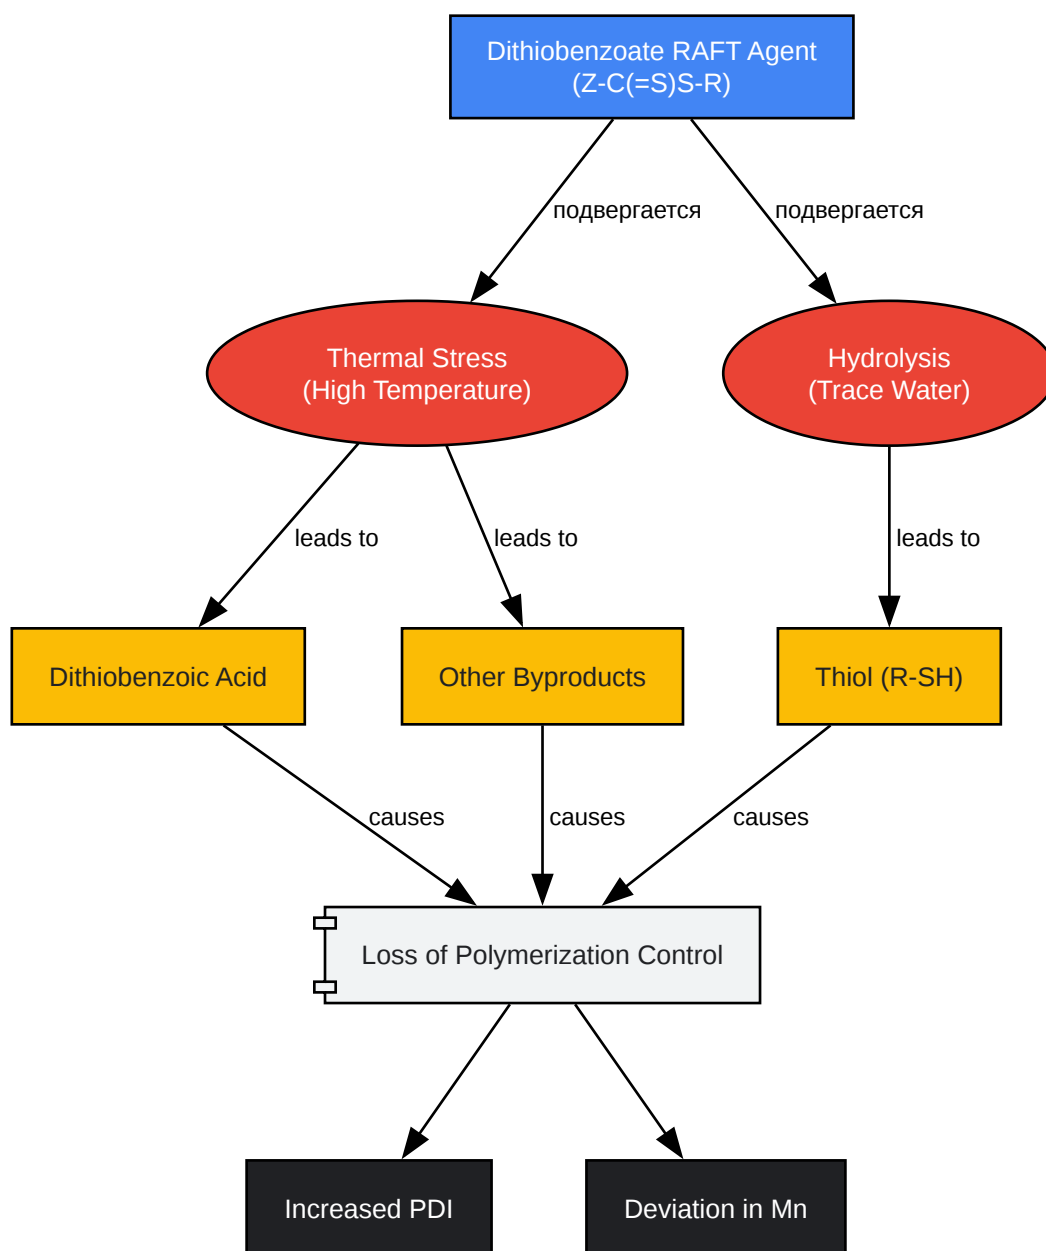 Dithiobenzoate RAFT Agent
(Z-C(=S)S-R)
подвергается
подвергается
Thermal Stress
(High Temperature)
Hydrolysis
(Trace Water)
leads to
leads to
leads to
Dithiobenzoic Acid
Other Byproducts
Thiol (R-SH)
causes
causes
causes
Loss of Polymerization Control
Increased PDI
Deviation in Mn